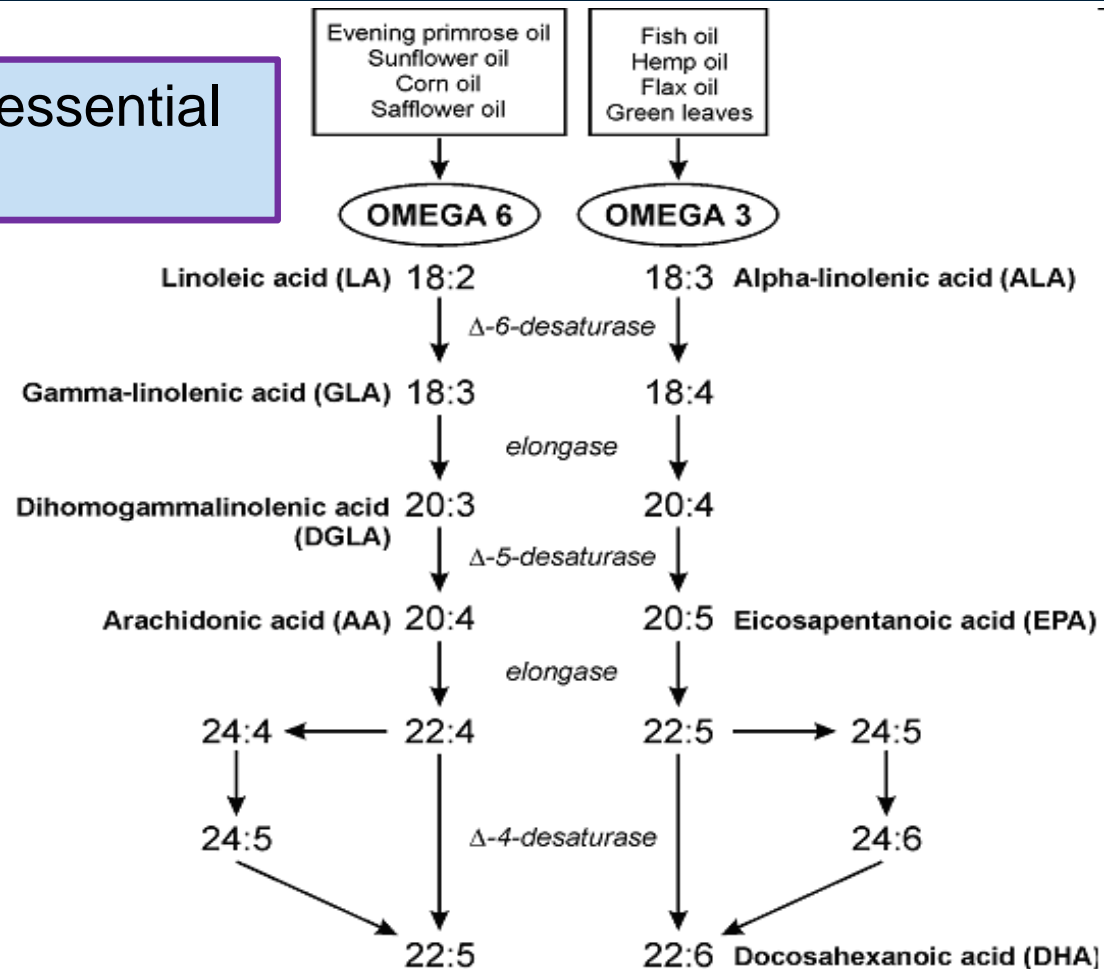 essential
Evening primrose oil
Sunflower oil
Corn oil
Safflower oil
Fish oil
Hemp oil
Flax oil
Green leaves
OMEGA 6
OMEGA 3
Linoleic acid (LA) 18:2
18:3 Alpha-linolenic acid (ALA)
Δ-6-desaturase
Gamma-linolenic acid (GLA) 18:3
18:4
elongase
Dihomogammalinolenic acid 20:3
(DGLA)
20:4
Δ-5-desaturase
Arachidonic acid (AA) 20:4
20:5 Eicosapentanoic acid (EPA)
elongase
24:4
22:4
22:5
24:5
24:5
Δ-4-desaturase
24:6
22:5
22:6 Docosahexanoic acid (DHA)